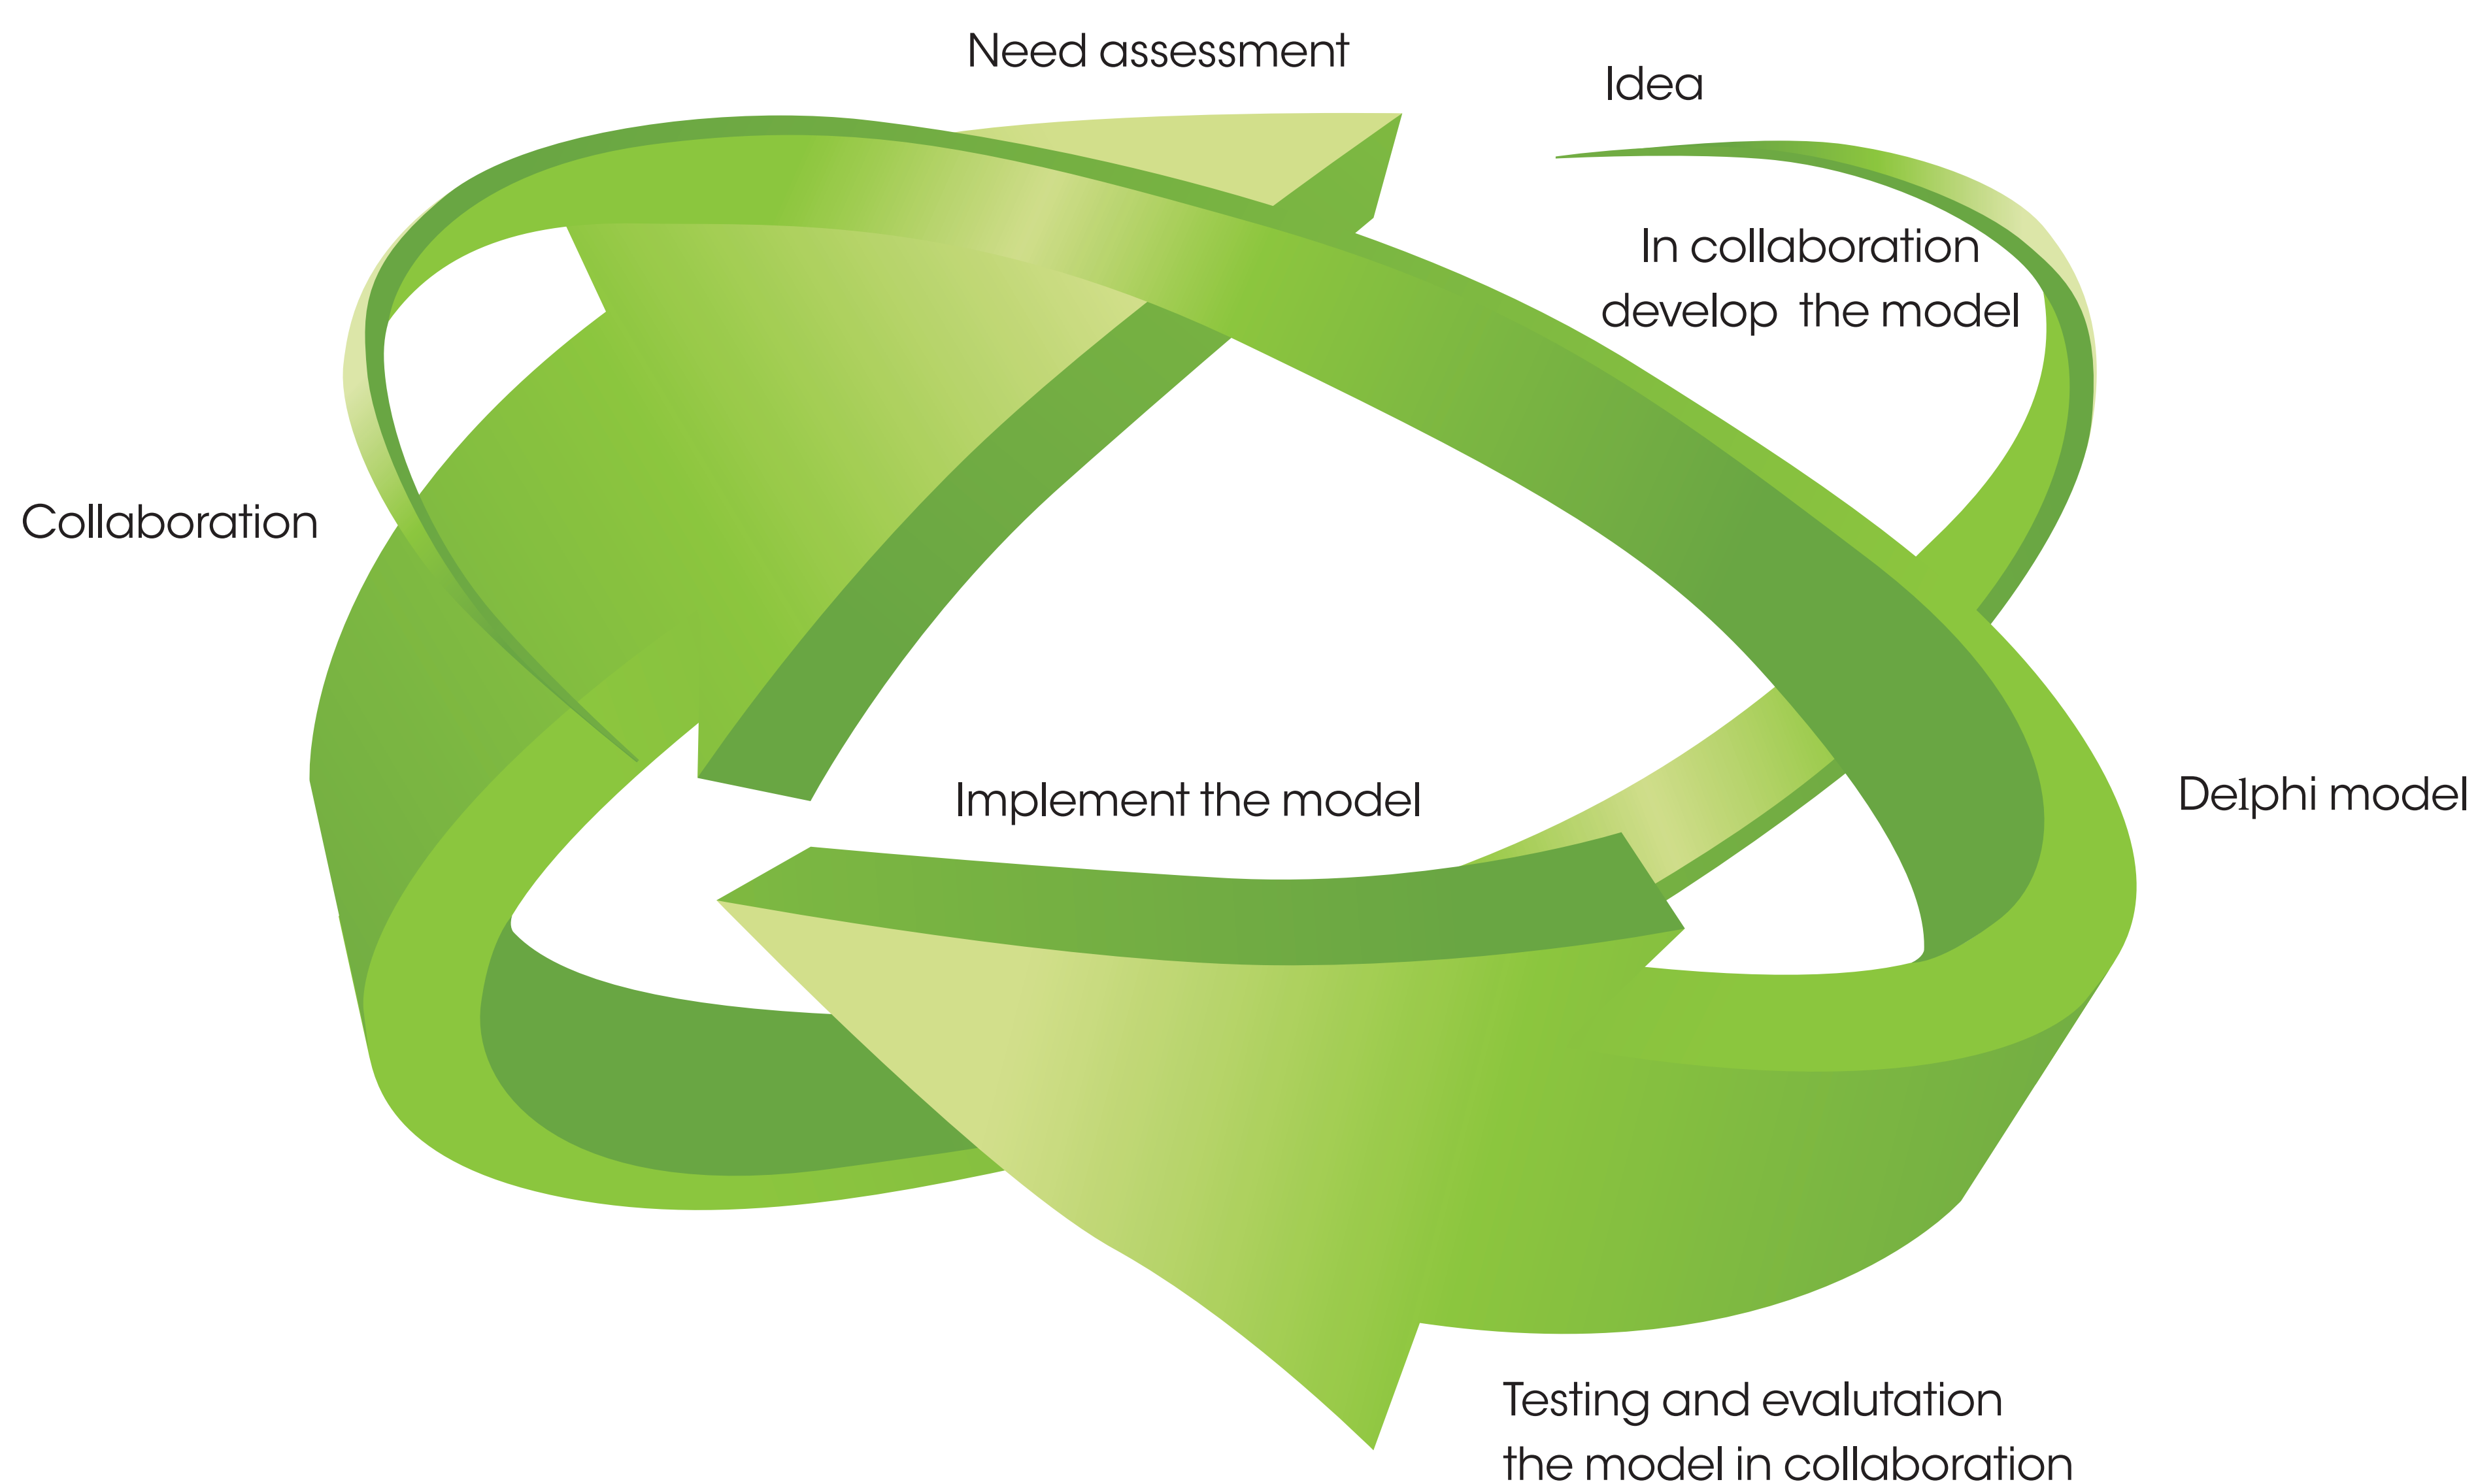 Need assessment
Idea
In collaboration
develop the model
Collaboration
Implement the model
Delphi model
Testing and evalutation
the model in collaboration